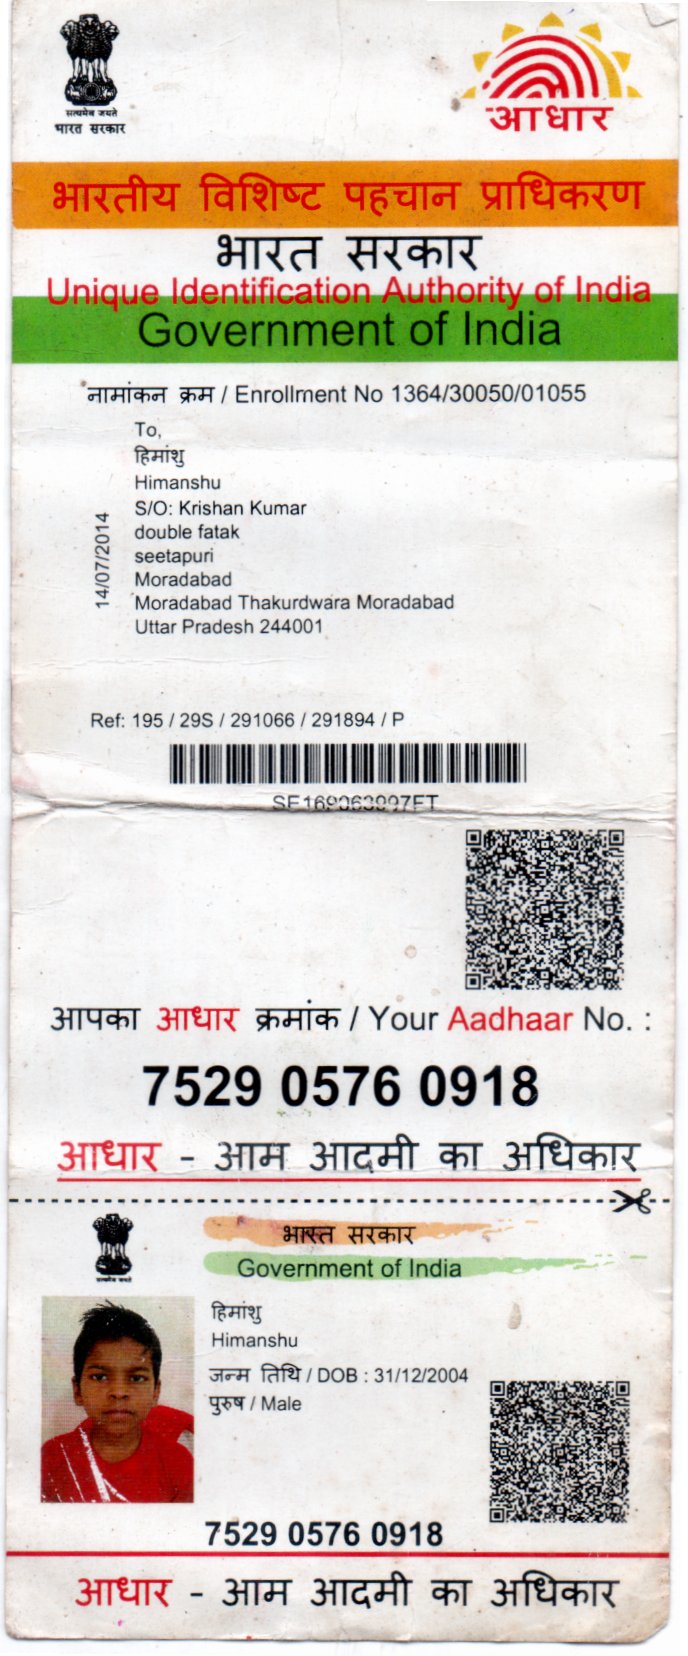 सत्यमेव जयते
भारत सरकार
आधार
भारतीय विशिष्ट पहचान प्राधिकरण
भारत सरकार
Unique Identification Authority of India
Government of India
नामांकन क्रम / Enrollment No 1364/30050/01055
To,
हिमांशु
Himanshu
S/O: Krishan Kumar
double fatak
seetapuri
Moradabad
Moradabad Thakurdwara Moradabad
Uttar Pradesh 244001
14/07/2014
Ref: 195 / 29S / 291066 / 291894 / P
आपका आधार क्रमांक / Your Aadhaar No. :
7529 0576 0918
आधार - आम आदमी का अधिकार
सत्यमेव जयते
भारत सरकार
Government of India
हिमांशु
Himanshu
जन्म तिथि / DOB : 31/12/2004
पुरुष / Male
7529 0576 0918
आधार - आम आदमी का अधिकार